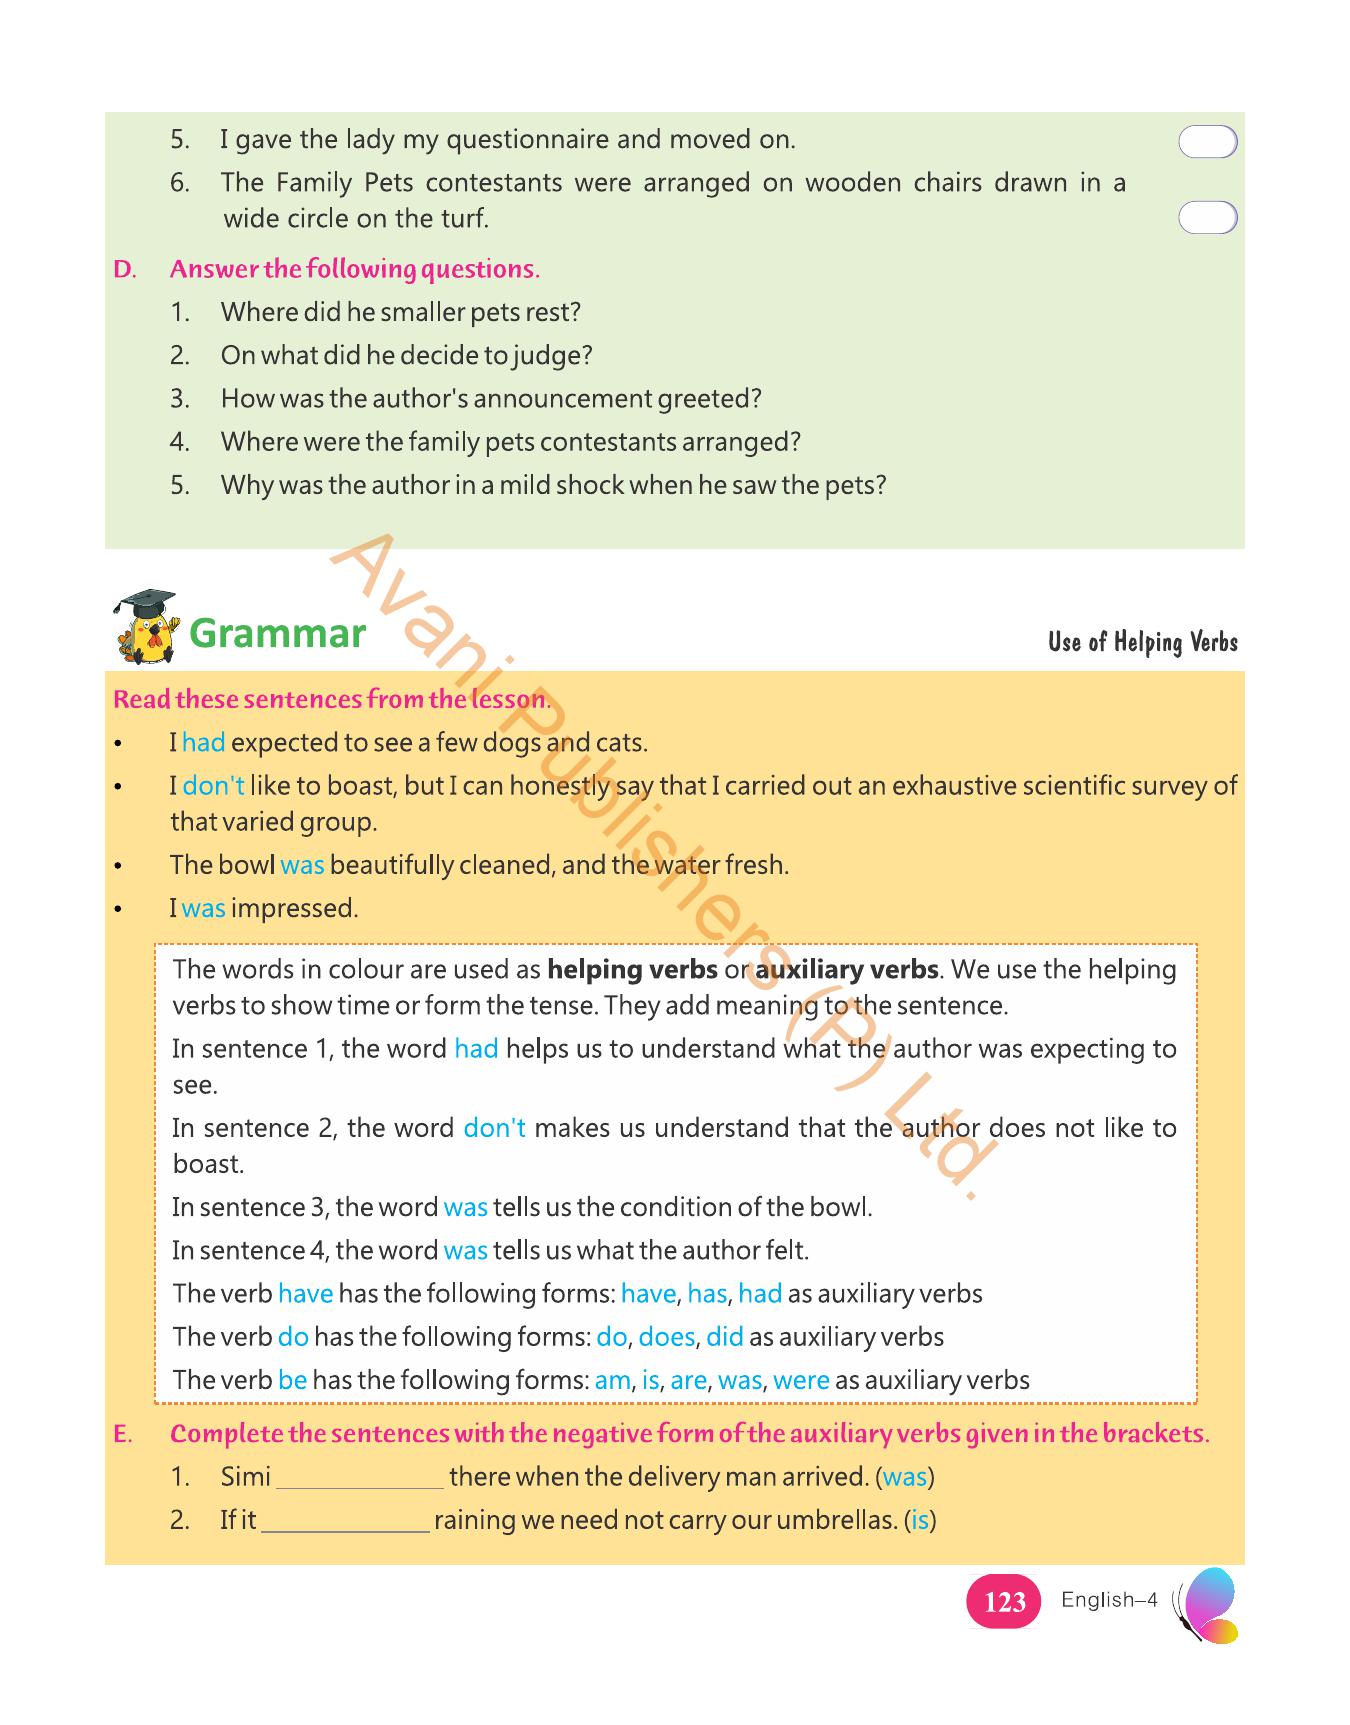 5. I gave the lady my questionnaire and moved on.
6. The Family Pets contestants were arranged on wooden chairs drawn in a
wide circle on the turf.
D. Answer the following questions.
1. Where did he smaller pets rest?
2. On what did he decide to judge?
3. How was the author's announcement greeted?
4. Where were the family pets contestants arranged?
5. Why was the author in a mild shock when he saw the pets?
Grammar
Use of Helping Verbs
Read these sentences from the lesson.
• I had expected to see a few dogs and cats.
• I don't like to boast, but I can honestly say that I carried out an exhaustive scientific survey of
that varied group.
• The bowl was beautifully cleaned, and the water fresh.
• I was impressed.
The words in colour are used as helping verbs or auxiliary verbs. We use the helping
verbs to show time or form the tense. They add meaning to the sentence.
In sentence 1, the word had helps us to understand what the author was expecting to
see.
In sentence 2, the word don't makes us understand that the author does not like to
boast.
In sentence 3, the word was tells us the condition of the bowl.
In sentence 4, the word was tells us what the author felt.
The verb have has the following forms: have, has, had as auxiliary verbs
The verb do has the following forms: do, does, did as auxiliary verbs
The verb be has the following forms: am, is, are, was, were as auxiliary verbs
E. Complete the sentences with the negative form of the auxiliary verbs given in the brackets.
1. Simi ____________ there when the delivery man arrived. (was)
2. If it ____________ raining we need not carry our umbrellas. (is)
123 English–4
Avani Publishers (P) Ltd.